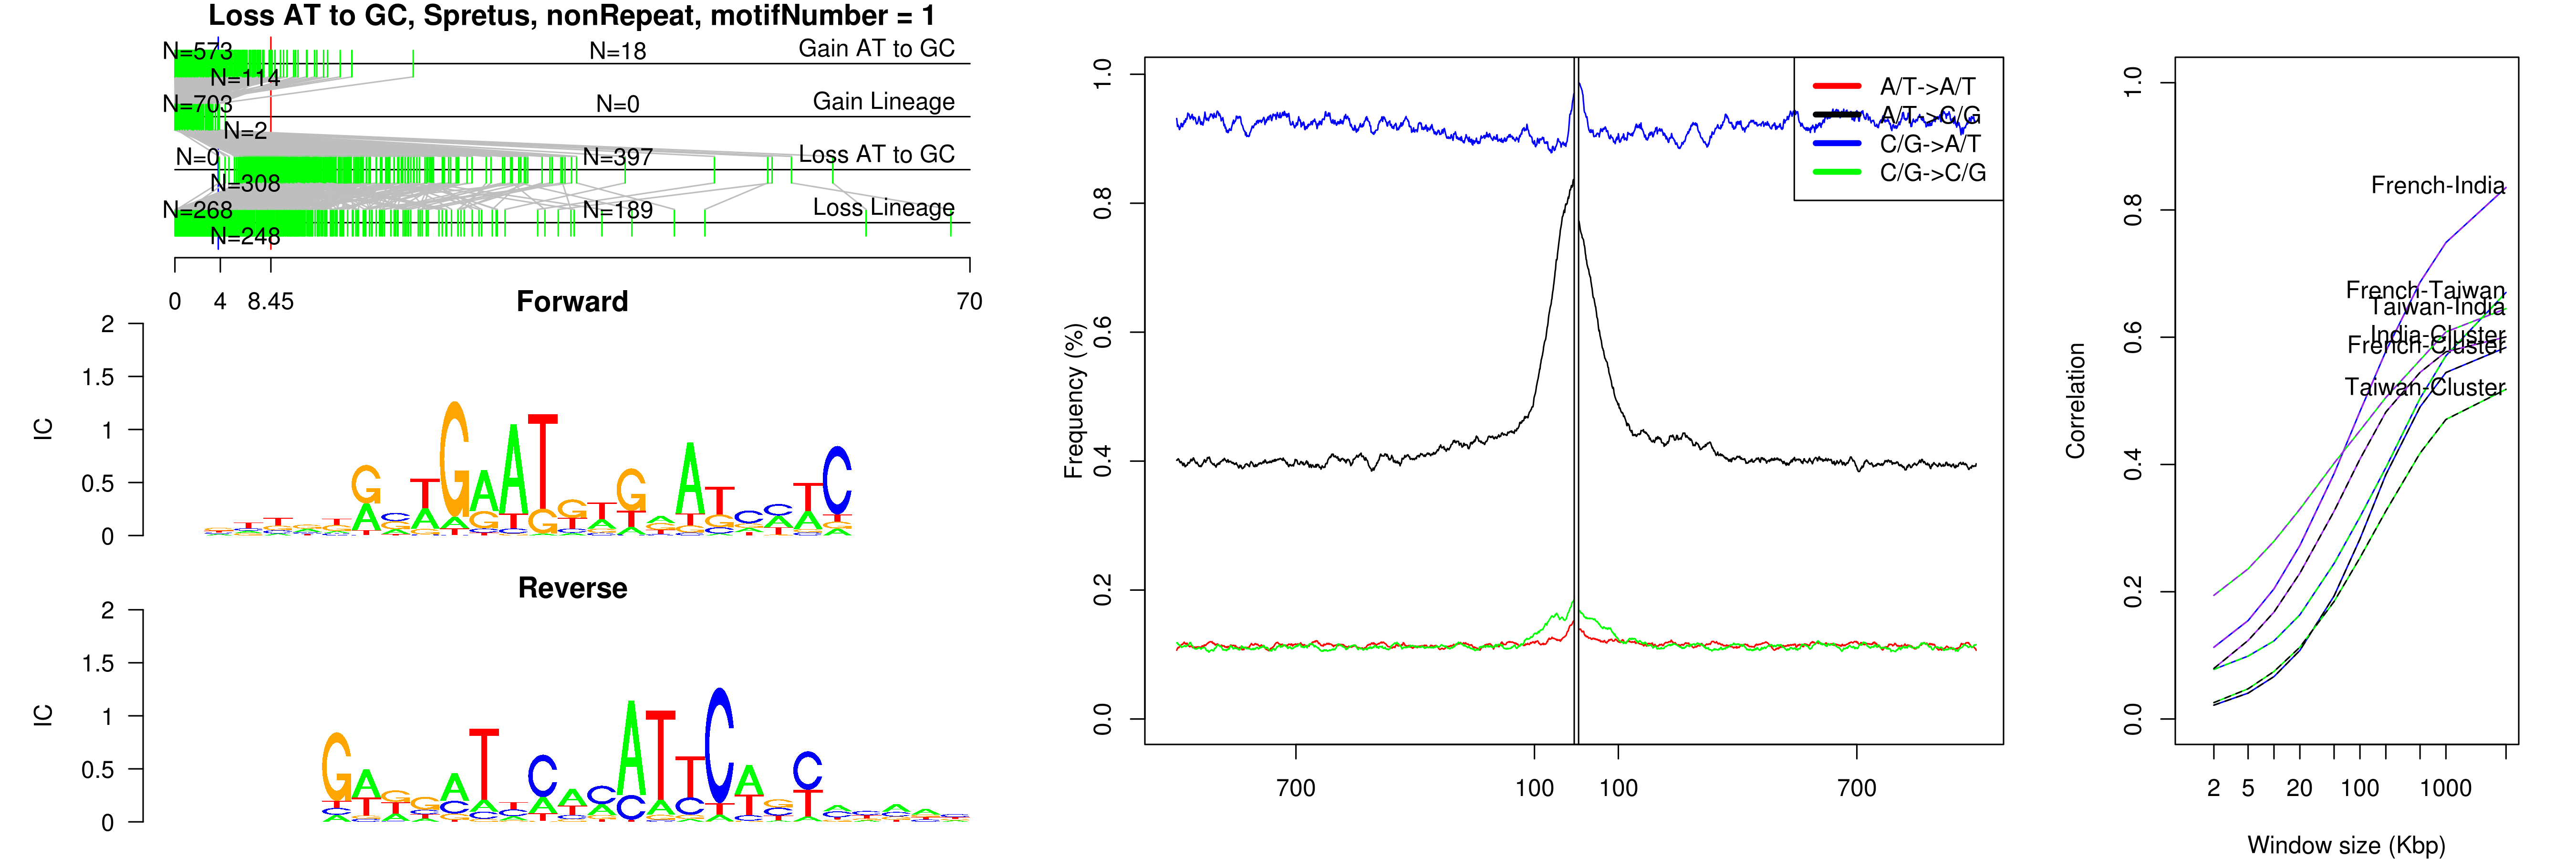 Loss AT to GC, Spretus, nonRepeat, motifNumber = 1
N=573 N=18 Gain AT to GC
N=114
N=703 N=0 Gain Lineage
N=2
N=0 N=397 Loss AT to GC
N=308
N=268 N=189 Loss Lineage
N=248
0 4 8.45 70
Forward
2
1.5
1
0.5
0
IC
Reverse
2
1.5
1
0.5
0
IC
Frequency (%)
1.0
0.8
0.6
0.4
0.2
0.0
A/T->A/T
A/T->C/G
C/G->A/T
C/G->C/G
700 100 100 700
Correlation
1.0
0.8
0.6
0.4
0.2
0.0
French-India
French-Taiwan
Taiwan-India
India-Cluster
French-Cluster
Taiwan-Cluster
2 5 20 100 1000
Window size (Kbp)